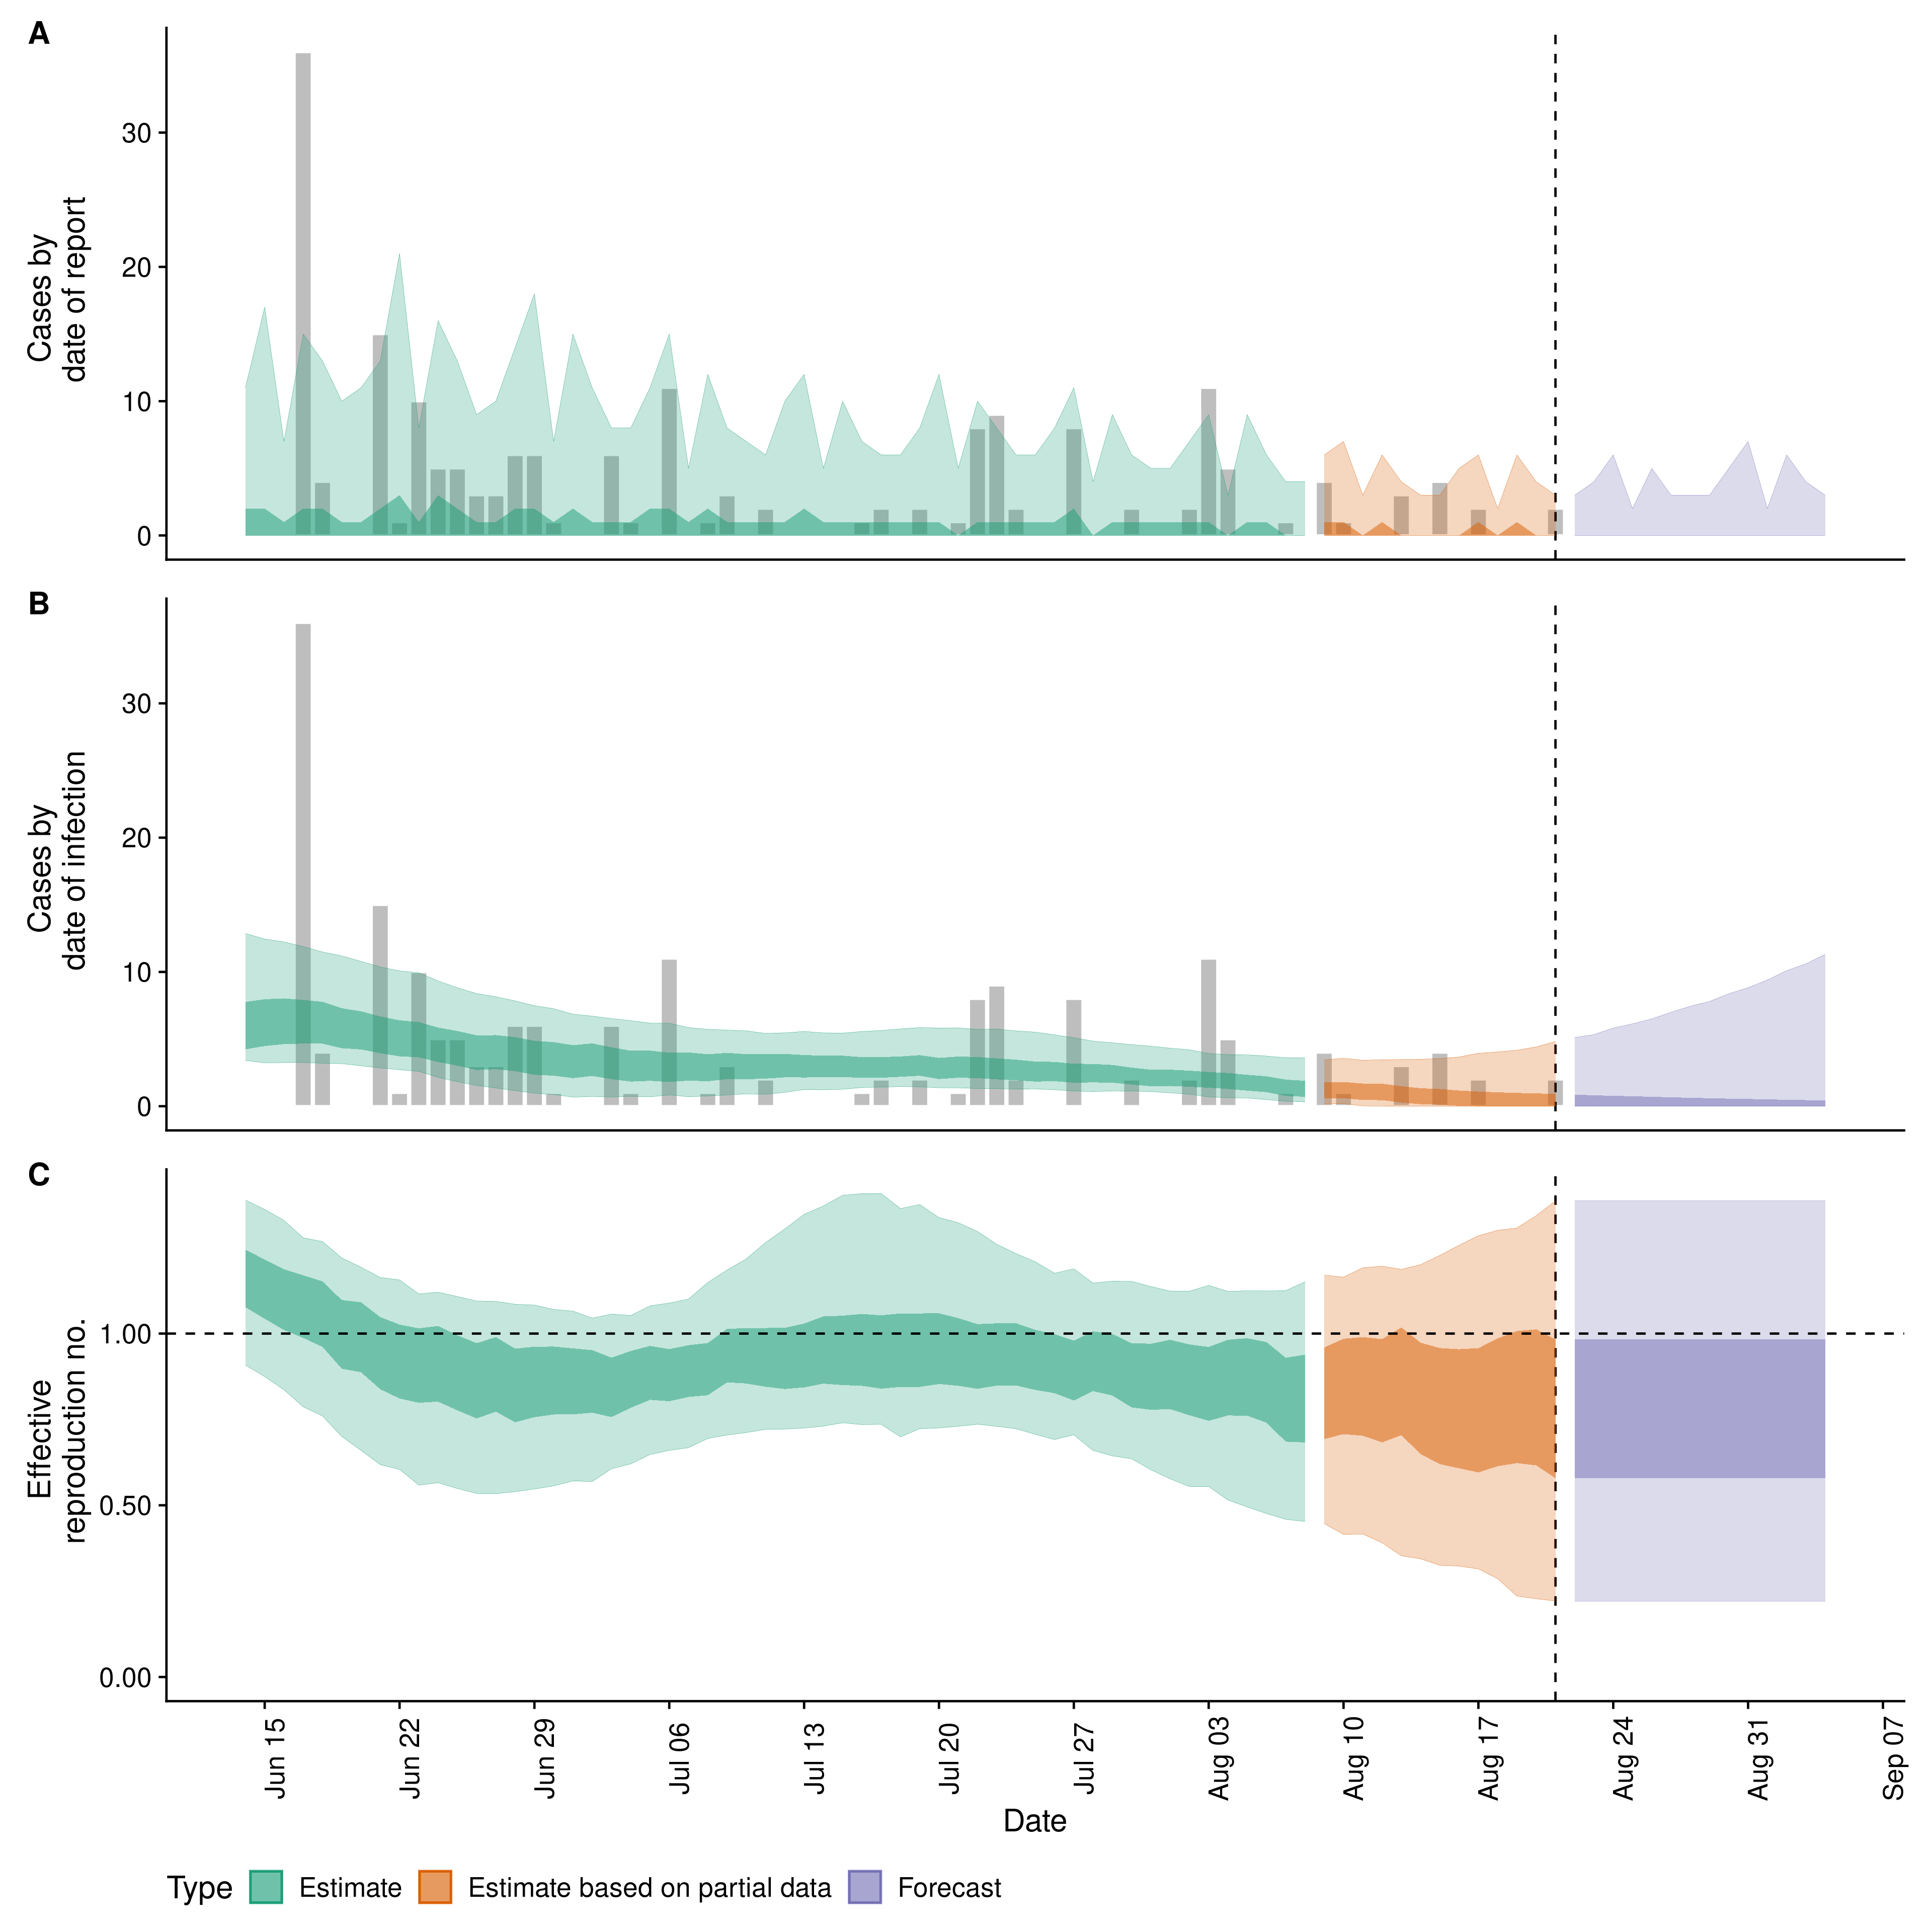 A
Cases by
date of report
30
20
10
0
B
Cases by
date of infection
30
20
10
0
C
Effective
reproduction no.
1.00
0.50
0.00
Jun 15
Jun 22
Jun 29
Jul 06
Jul 13
Jul 20
Jul 27
Aug 03
Aug 10
Aug 17
Aug 24
Aug 31
Sep 07
Date
Type Estimate Estimate based on partial data Forecast